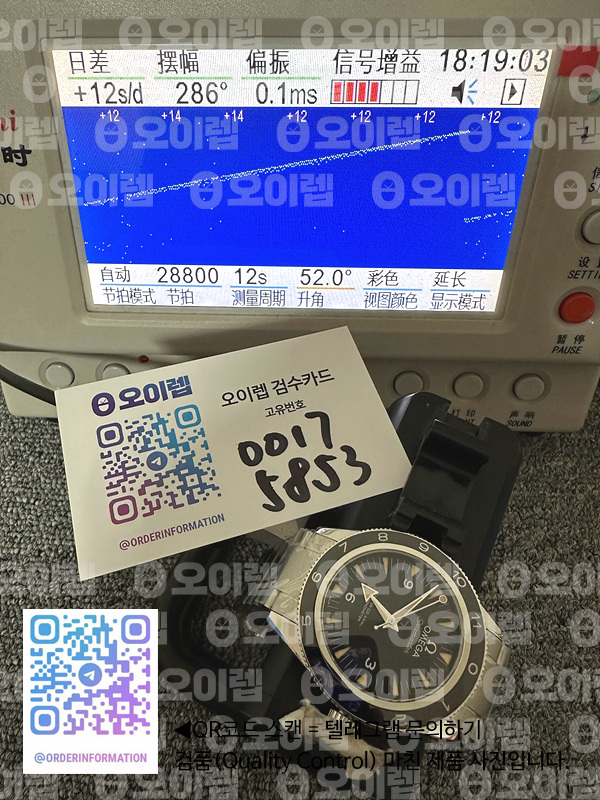 日差 摆幅 偏振 信号增益 18:19:03
+12s/d 286° 0.1ms
+12 +14 +14 +12 +12 +12 +12
自动 28800 12s 52.0° 彩色 延长
节拍模式 节拍 测量周期 升角 视图颜色 显示模式
时
SETTI
暂停
PAUSE
打印
声响
SOUND
오이렙
오이렙 검수카드
고유번호
0017
5853
@ORDERINFORMATION
OMEGA
@ORDERINFORMATION
◀QR코드 스캔 = 텔레그램 문의하기
검품(Quality Control) 마친 제품 사진입니다.
오이렙